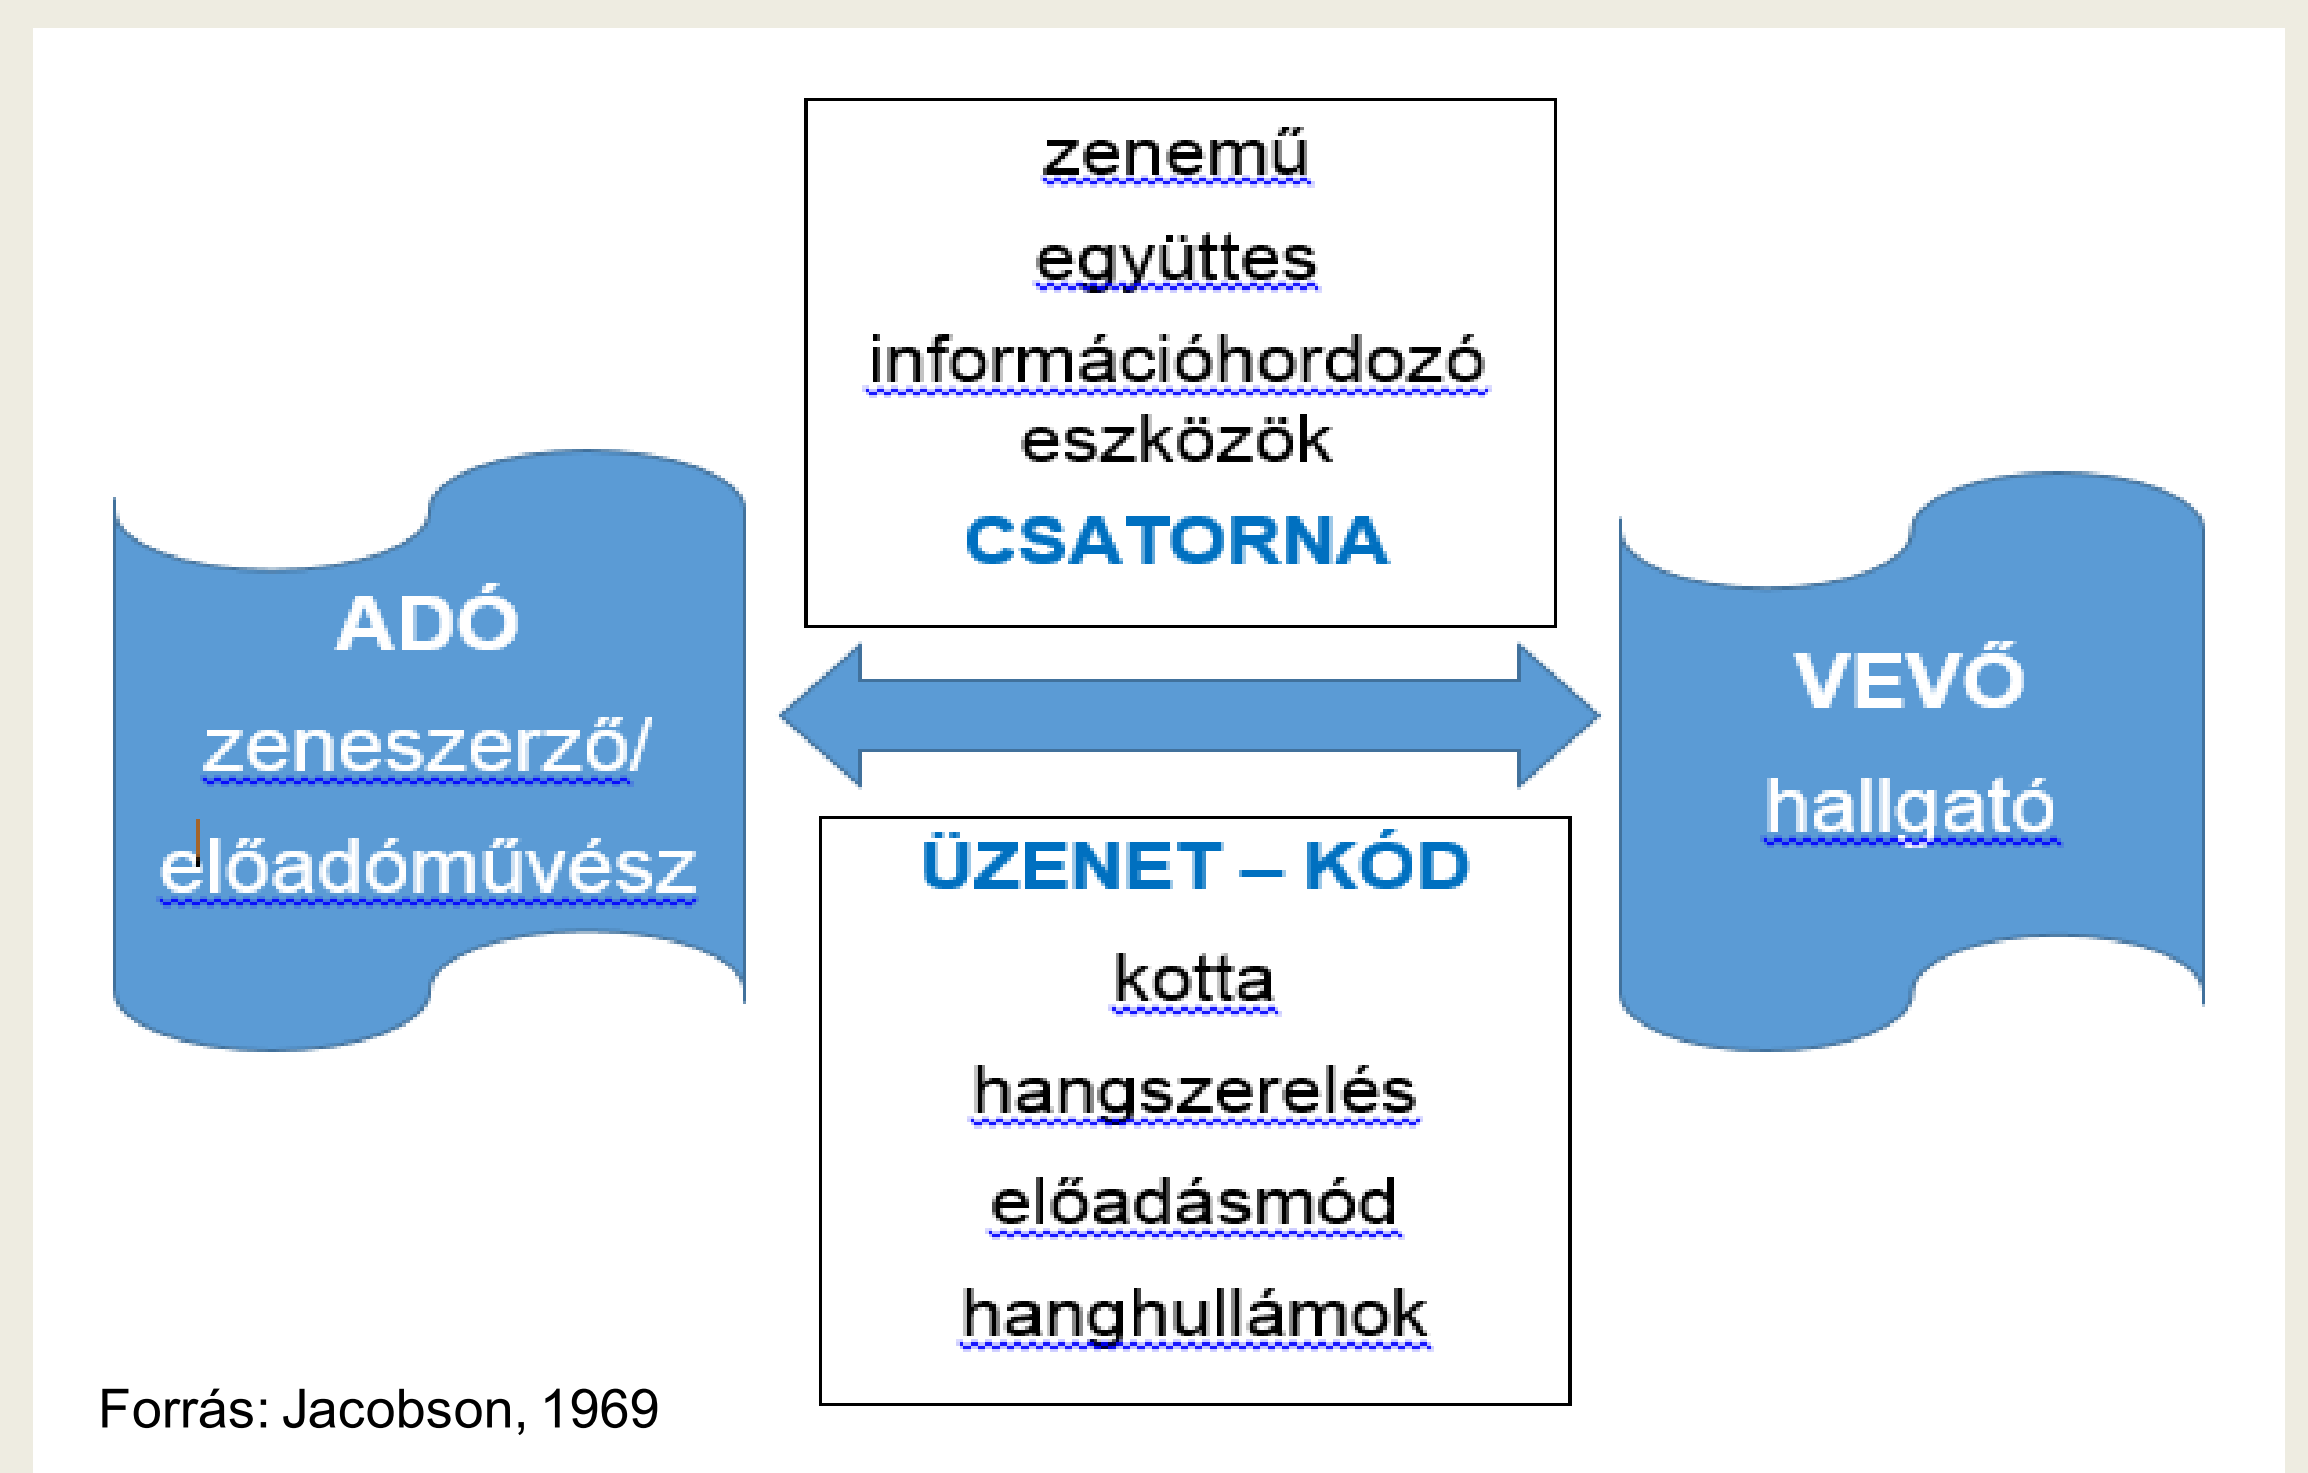 zenemű
együttes
információhordozó
eszközök
CSATORNA
ADÓ
zeneszerző/
előadóművész
VEVŐ
hallgató
ÜZENET – KÓD
kotta
hangszerelés
előadásmód
hanghullámok
Forrás: Jacobson, 1969